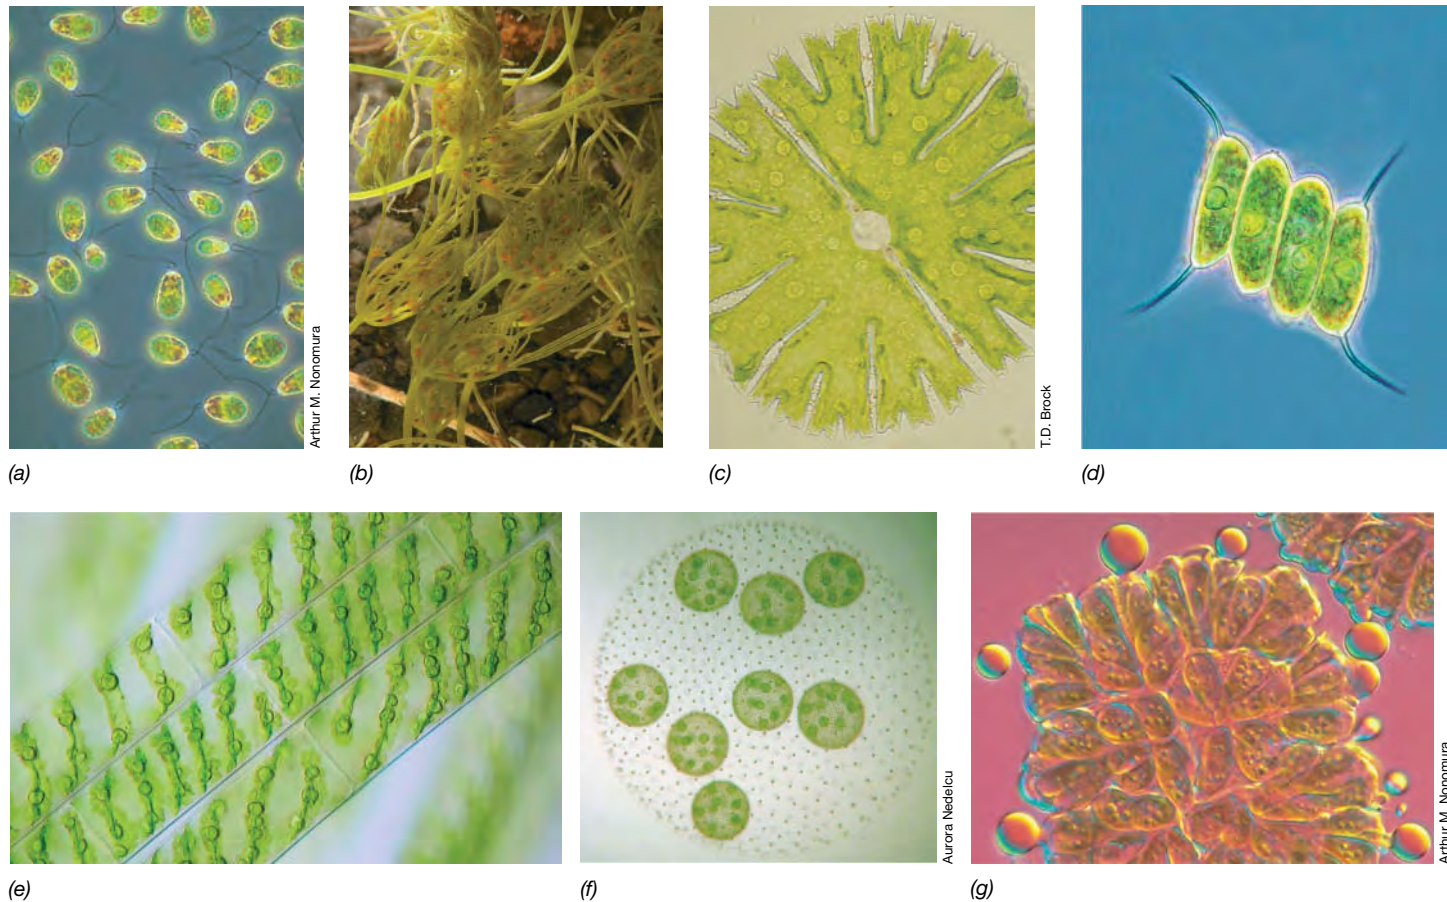 Arthur M. Nonomura
T.D. Brock
(a)
(b)
(c)
(d)
Aurora Nedelcu
Arthur M. Nonomura
(e)
(f)
(g)